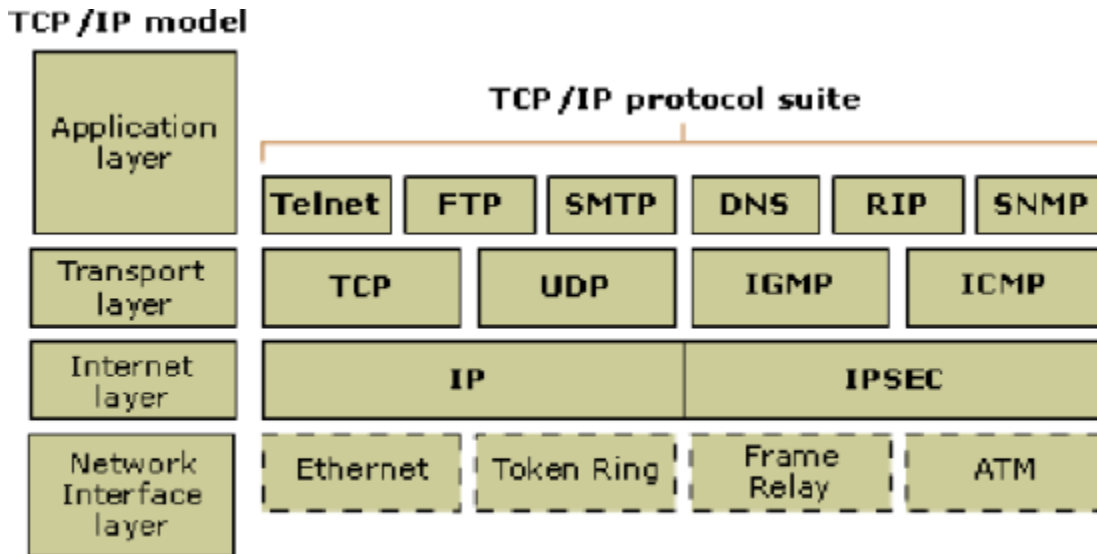 TCP/IP model
Application
layer
TCP/IP protocol suite
Telnet FTP SMTP DNS RIP SNMP
Transport
layer
TCP UDP IGMP ICMP
Internet
layer
IP IPSEC
Network
Interface
layer
Ethernet Token Ring Frame
Relay ATM